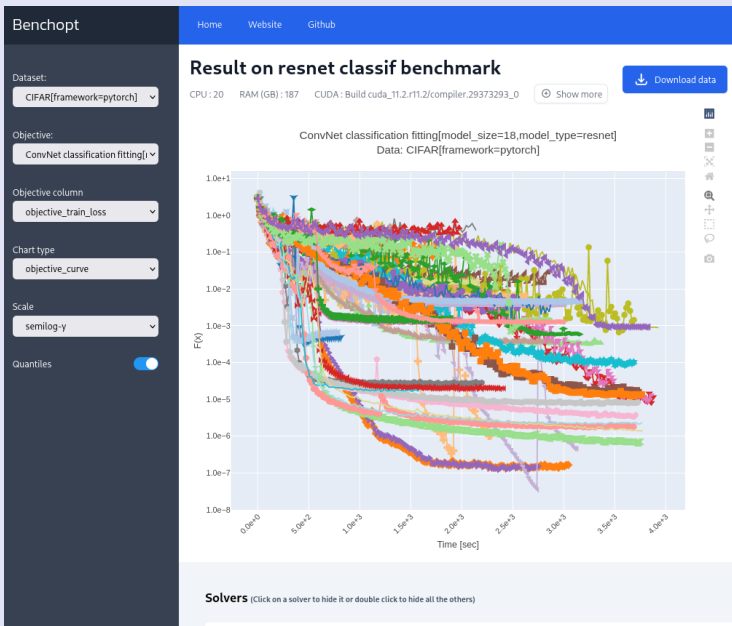 Benchopt
Home Website Github
Dataset:
CIFAR[framework=pytorch]
Objective:
ConvNet classification fitting[
Objective column
objective_train_loss
Chart type
objective_curve
Scale
semilog-y
Quantiles
Result on resnet classif benchmark
Download data
CPU : 20 RAM (GB) : 187 CUDA : Build cuda_11.2.r11.2/compiler.29373293_0 Show more
ConvNet classification fitting[model_size=18,model_type=resnet]
Data: CIFAR[framework=pytorch]
1.0e+1
1.0e+0
1.0e−1
1.0e−2
1.0e−3
1.0e−4
1.0e−5
1.0e−6
1.0e−7
1.0e−8
F(x)
0.0e+0 5.0e+2 1.0e+3 1.5e+3 2.0e+3 2.5e+3 3.0e+3 3.5e+3 4.0e+3
Time [sec]
Solvers (Click on a solver to hide it or double click to hide all the others)